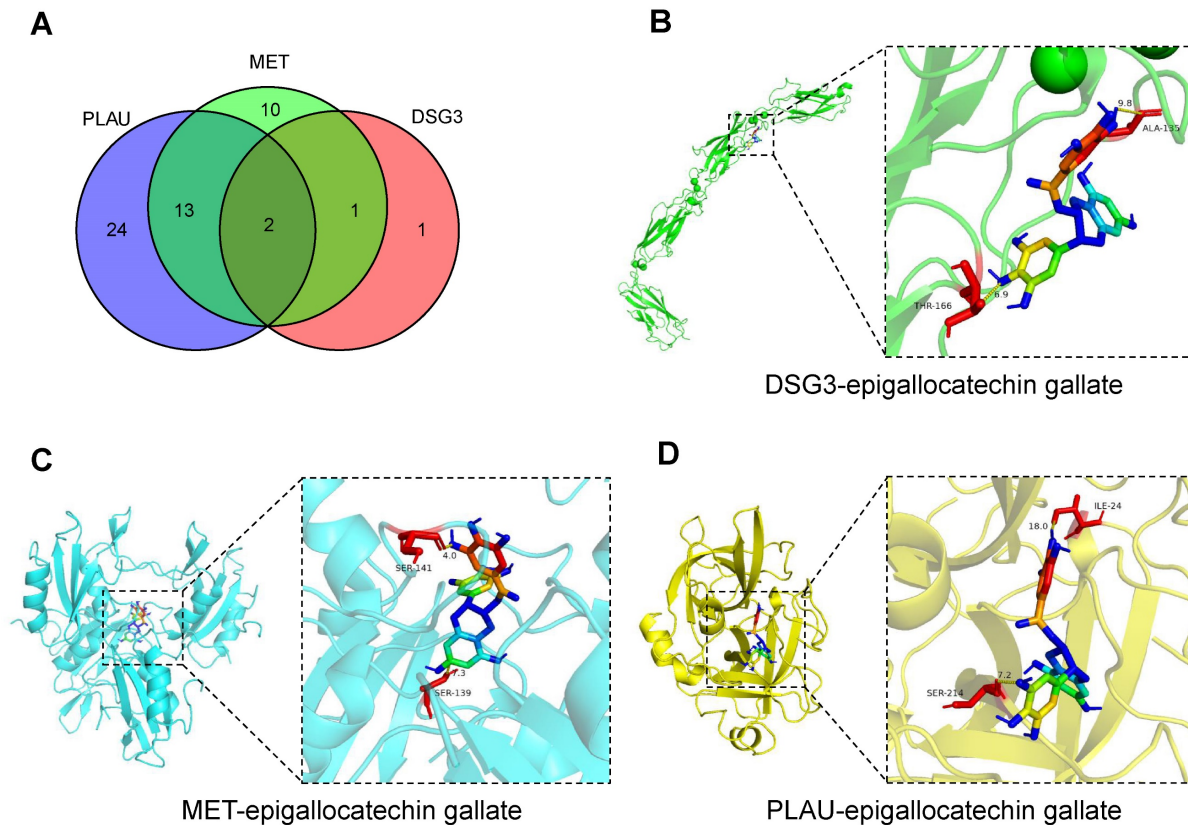 A
MET
PLAU
DSG3
10
24
13
2
1
1
B
9.8
ALA-135
THR-166
6.9
DSG3-epigallocatechin gallate
C
SER-141
4.0
7.3
SER-139
MET-epigallocatechin gallate
D
ILE-24
18.0
SER-214
7.2
PLAU-epigallocatechin gallate